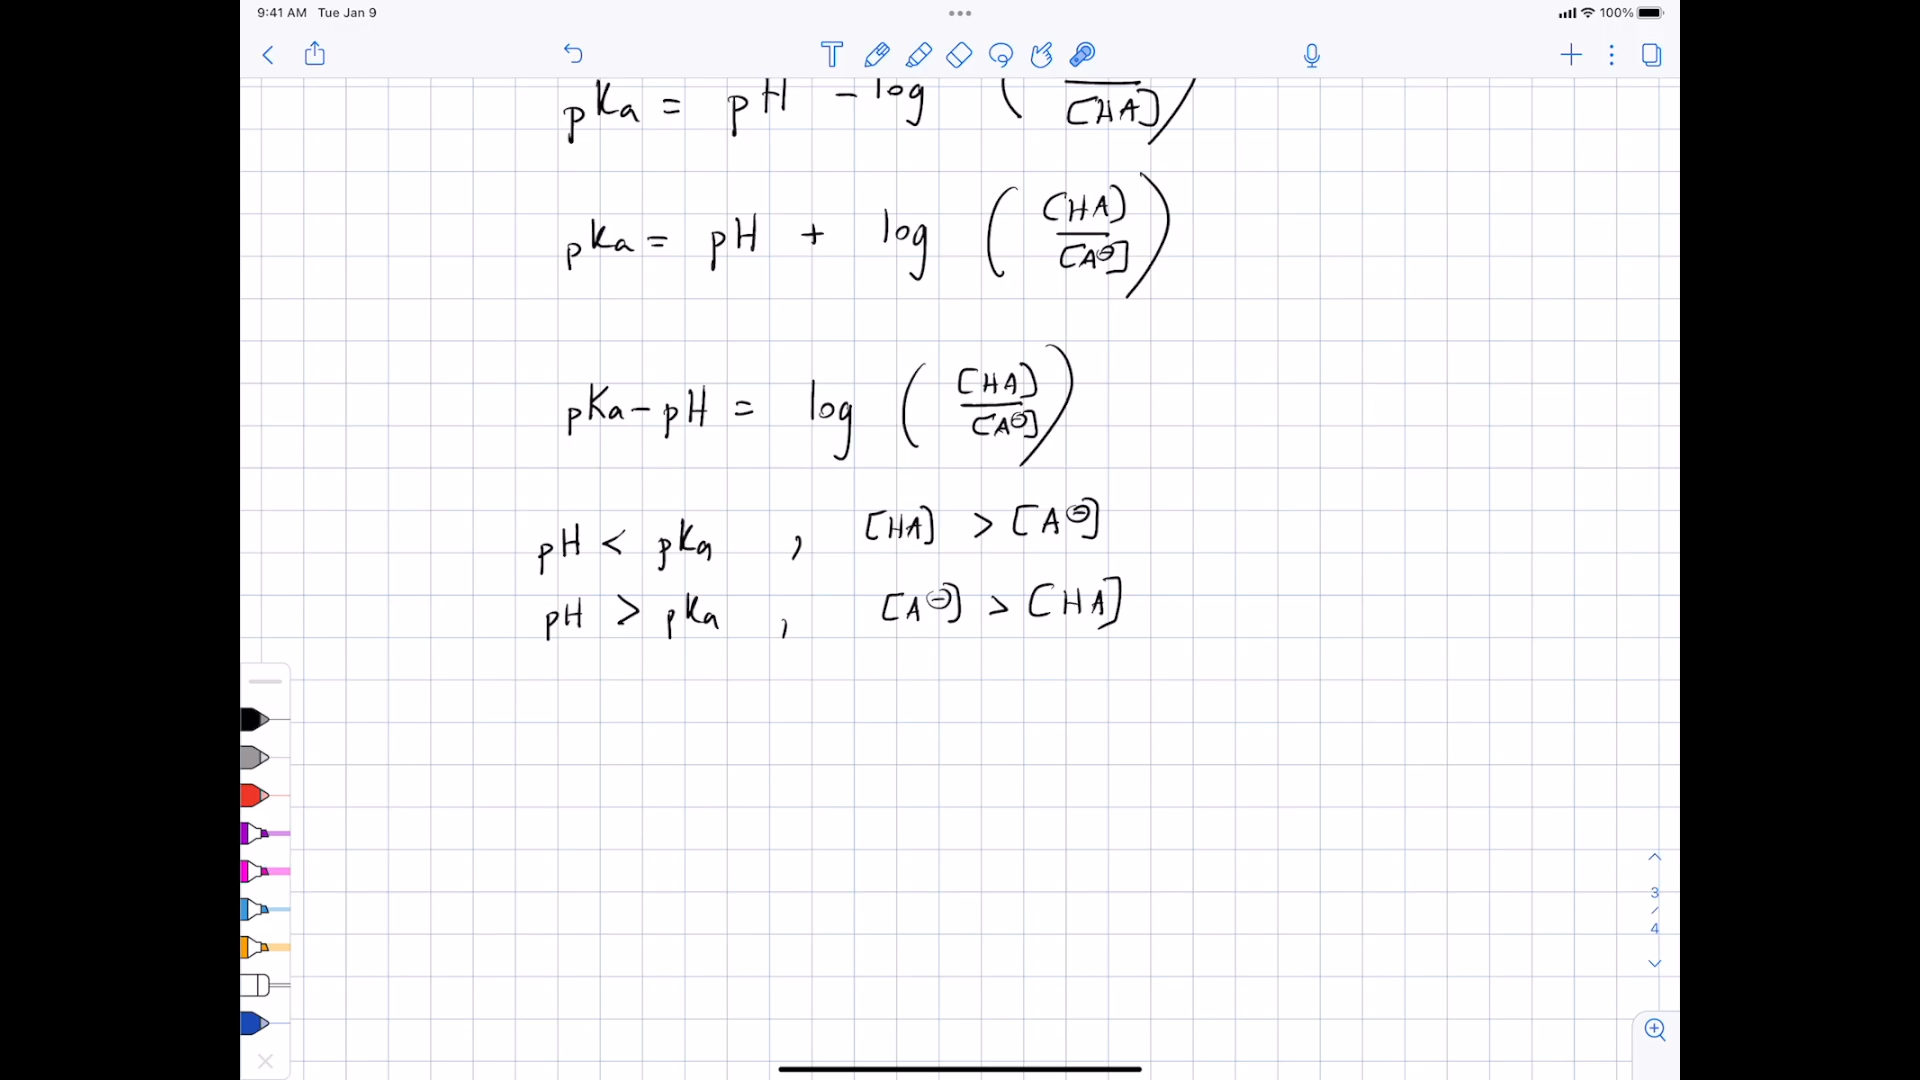 9:41 AM Tue Jan 9 100%
pKa = pH - log ( / [HA] )
pKa = pH + log ( [HA] / [A⊖] )
pKa - pH = log ( [HA] / [A⊖] )
pH < pKa , [HA] > [A⊖]
pH > pKa , [A⊖] > [HA]
3
/
4